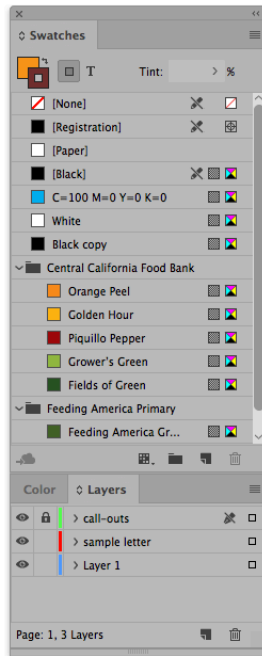 Swatches
T Tint: %
[None]
[Registration]
[Paper]
[Black]
C=100 M=0 Y=0 K=0
White
Black copy
Central California Food Bank
Orange Peel
Golden Hour
Piquillo Pepper
Grower's Green
Fields of Green
Feeding America Primary
Feeding America Gr...
Color Layers
call-outs
sample letter
Layer 1
Page: 1, 3 Layers